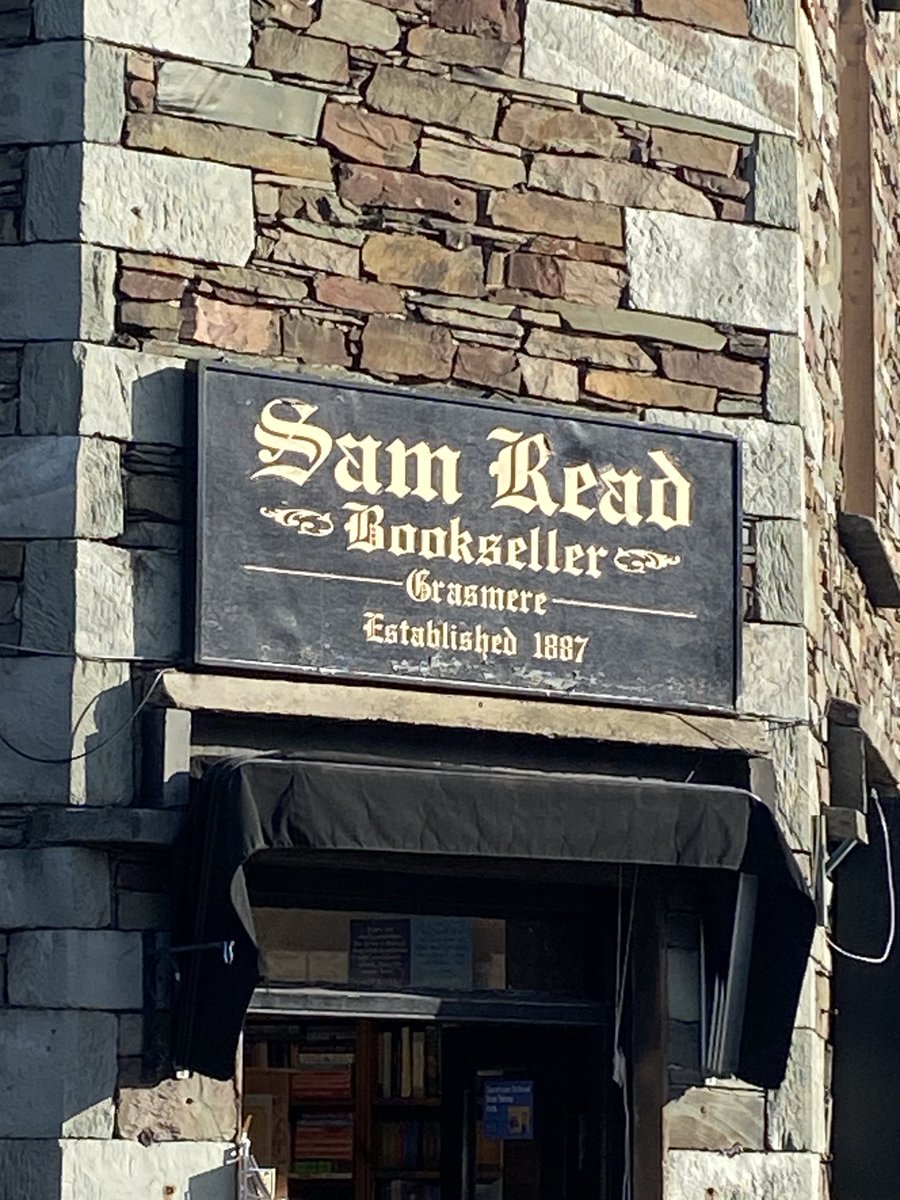 Sam Read
Bookseller
Grasmere
Established 1887